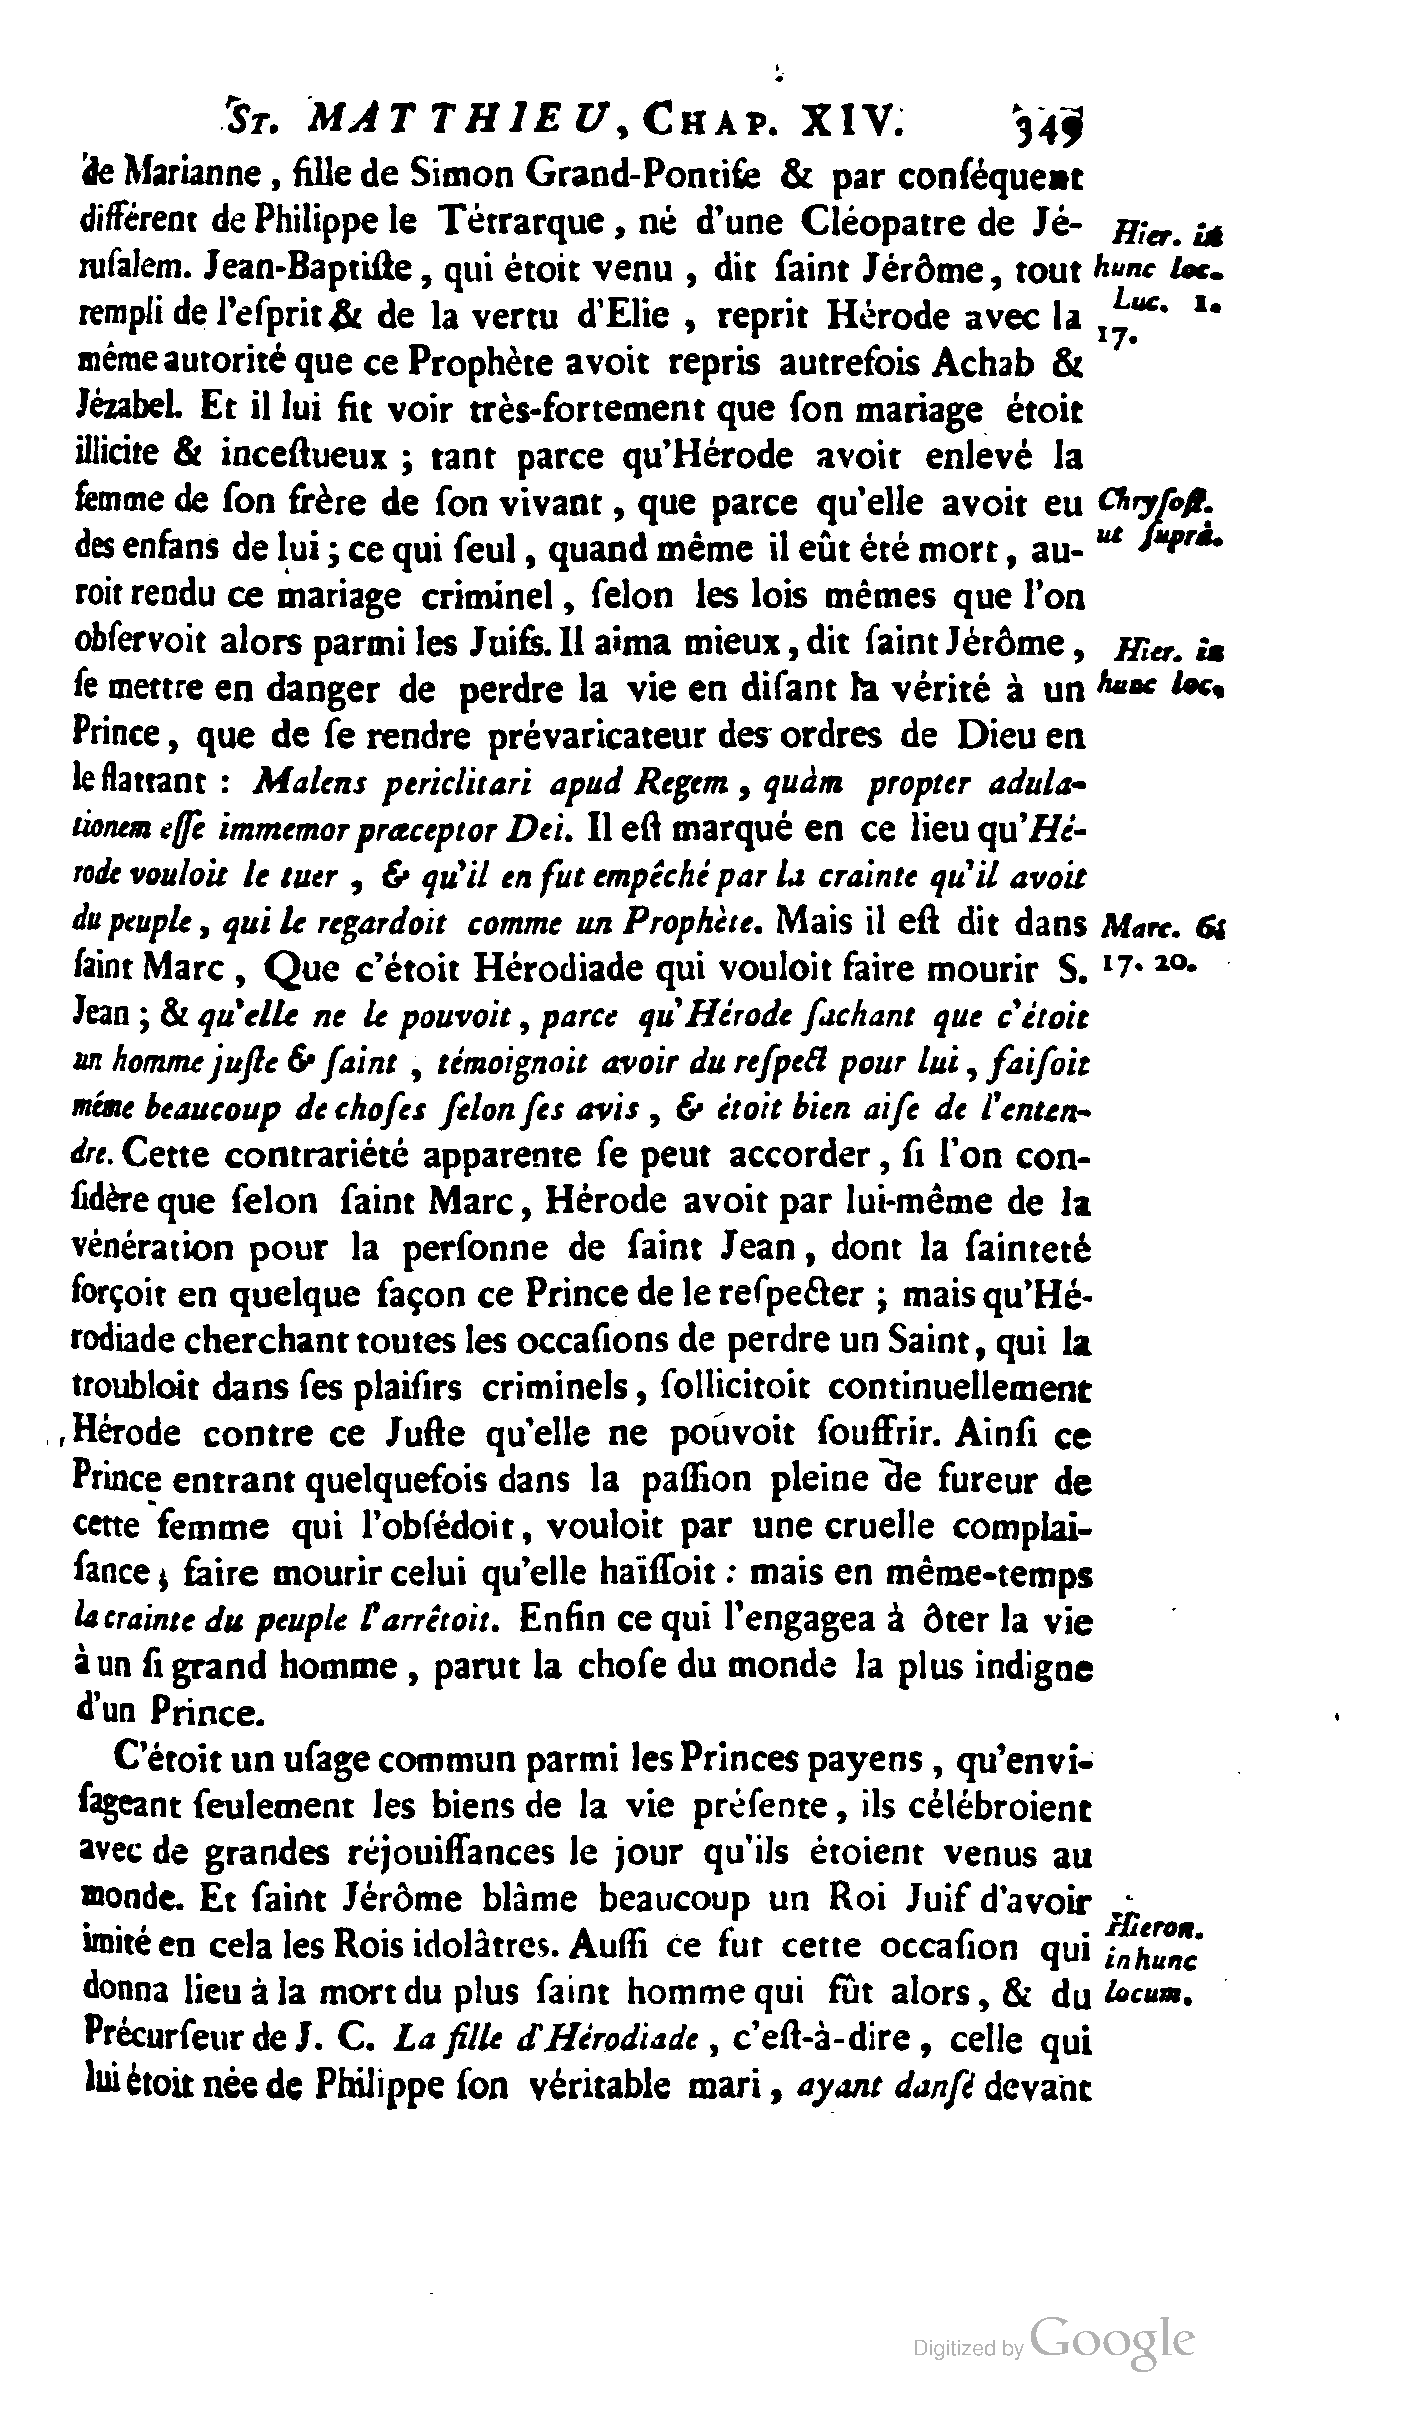 St. MATTHIEU, Chap. XIV. 349
de Marianne, fille de Simon Grand-Pontife & par conſéquent
différent de Philippe le Tétrarque, né d'une Cléopatre de Jé-
Hier. in
ruſalem. Jean-Baptiſte, qui étoit venu, dit ſaint Jérôme, tout
hunc loc.
rempli de l'eſprit & de la vertu d'Elie, reprit Hérode avec la
Luc. 1.
17.
même autorité que ce Prophète avoit repris autrefois Achab &
Jézabel. Et il lui fit voir très-fortement que ſon mariage étoit
illicite & inceſtueux ; tant parce qu'Hérode avoit enlevé la
femme de ſon frère de ſon vivant, que parce qu'elle avoit eu
Chryſoſt.
des enfans de lui ; ce qui ſeul, quand même il eût été mort, au-
ut ſuprà.
roit rendu ce mariage criminel, ſelon les lois mêmes que l'on
obſervoit alors parmi les Juifs. Il aima mieux, dit ſaint Jérôme,
Hier. in
ſe mettre en danger de perdre la vie en diſant la vérité à un
hunc loc.
Prince, que de ſe rendre prévaricateur des ordres de Dieu en
le flattant : Malens periclitari apud Regem, quàm propter adula-
tionem eſſe immemor præceptor Dei. Il eſt marqué en ce lieu qu'Hé-
rode vouloit le tuer, & qu'il en fut empêché par la crainte qu'il avoit
du peuple, qui le regardoit comme un Prophète. Mais il eſt dit dans
Marc. 6.
ſaint Marc, Que c'étoit Hérodiade qui vouloit faire mourir S.
17. 20.
Jean ; & qu'elle ne le pouvoit, parce qu'Hérode ſachant que c'étoit
un homme juſte & ſaint, témoignoit avoir du reſpect pour lui, faiſoit
même beaucoup de choſes ſelon ſes avis, & étoit bien aiſe de l'enten-
dre. Cette contrariété apparente ſe peut accorder, ſi l'on con-
ſidère que ſelon ſaint Marc, Hérode avoit par lui-même de la
vénération pour la perſonne de ſaint Jean, dont la ſainteté
forçoit en quelque façon ce Prince de le reſpecter ; mais qu'Hé-
rodiade cherchant toutes les occaſions de perdre un Saint, qui la
troubloit dans ſes plaiſirs criminels, ſollicitoit continuellement
Hérode contre ce Juſte qu'elle ne pouvoit ſouffrir. Ainſi ce
Prince entrant quelquefois dans la paſſion pleine de fureur de
cette femme qui l'obſédoit, vouloit par une cruelle complai-
ſance, faire mourir celui qu'elle haïſſoit : mais en même-temps
la crainte du peuple l'arrêtoit. Enfin ce qui l'engagea à ôter la vie
à un ſi grand homme, parut la choſe du monde la plus indigne
d'un Prince.
C'étoit un uſage commun parmi les Princes payens, qu'envi-
ſageant ſeulement les biens de la vie préſente, ils célébroient
avec de grandes réjouiſſances le jour qu'ils étoient venus au
monde. Et ſaint Jérôme blâme beaucoup un Roi Juif d'avoir
Hieron.
imité en cela les Rois idolâtres. Auſſi ce fut cette occaſion qui
in hunc
donna lieu à la mort du plus ſaint homme qui fût alors, & du
locum.
Précurſeur de J. C. La fille d'Hérodiade, c'eſt-à-dire, celle qui
lui étoit née de Philippe ſon véritable mari, ayant danſé devant
Digitized by Google